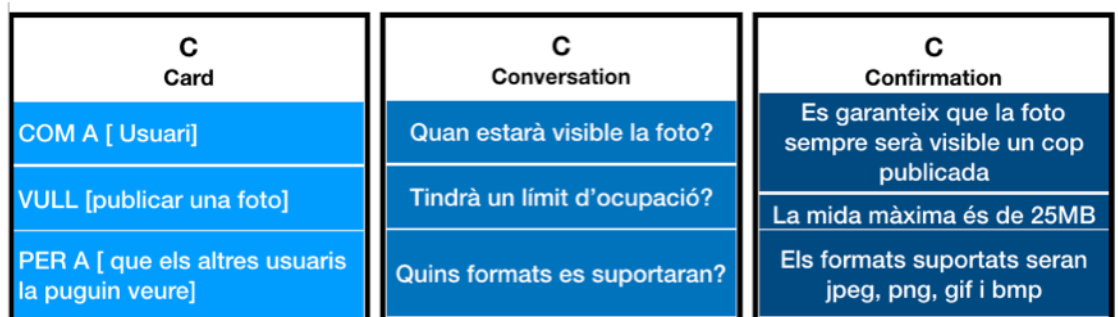 C
Card
COM A [ Usuari]
VULL [publicar una foto]
PER A [ que els altres usuaris
la puguin veure]
C
Conversation
Quan estarà visible la foto?
Tindrà un límit d'ocupació?
Quins formats es suportaran?
C
Confirmation
Es garanteix que la foto
sempre serà visible un cop
publicada
La mida màxima és de 25MB
Els formats suportats seran
jpeg, png, gif i bmp